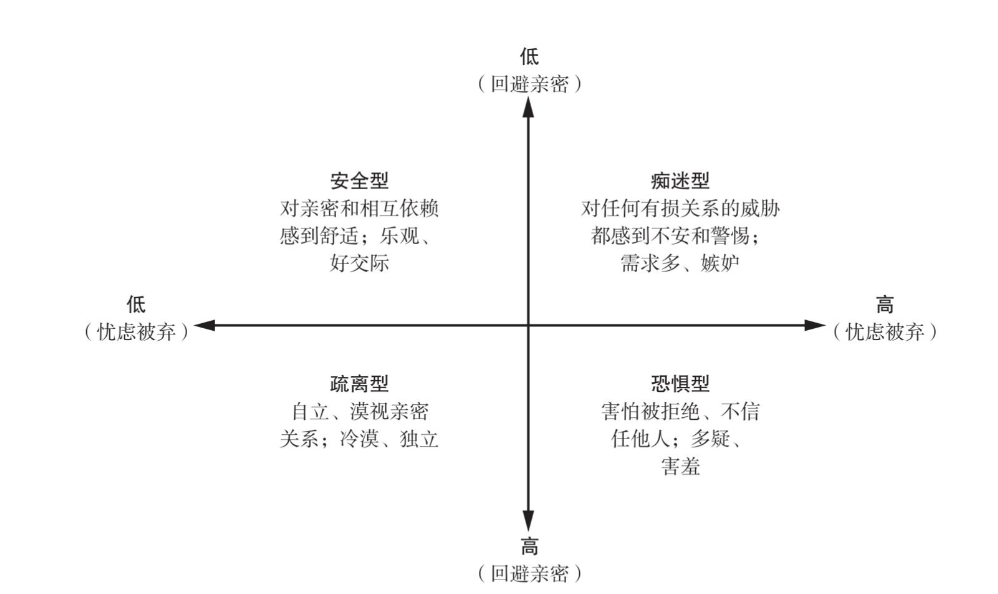 低
（回避亲密）
安全型
对亲密和相互依赖
感到舒适；乐观、
好交际
痴迷型
对任何有损关系的威胁
都感到不安和警惕；
需求多、嫉妒
低
（忧虑被弃）
高
（忧虑被弃）
疏离型
自立、漠视亲密
关系；冷漠、独立
恐惧型
害怕被拒绝、不信
任他人；多疑、
害羞
高
（回避亲密）